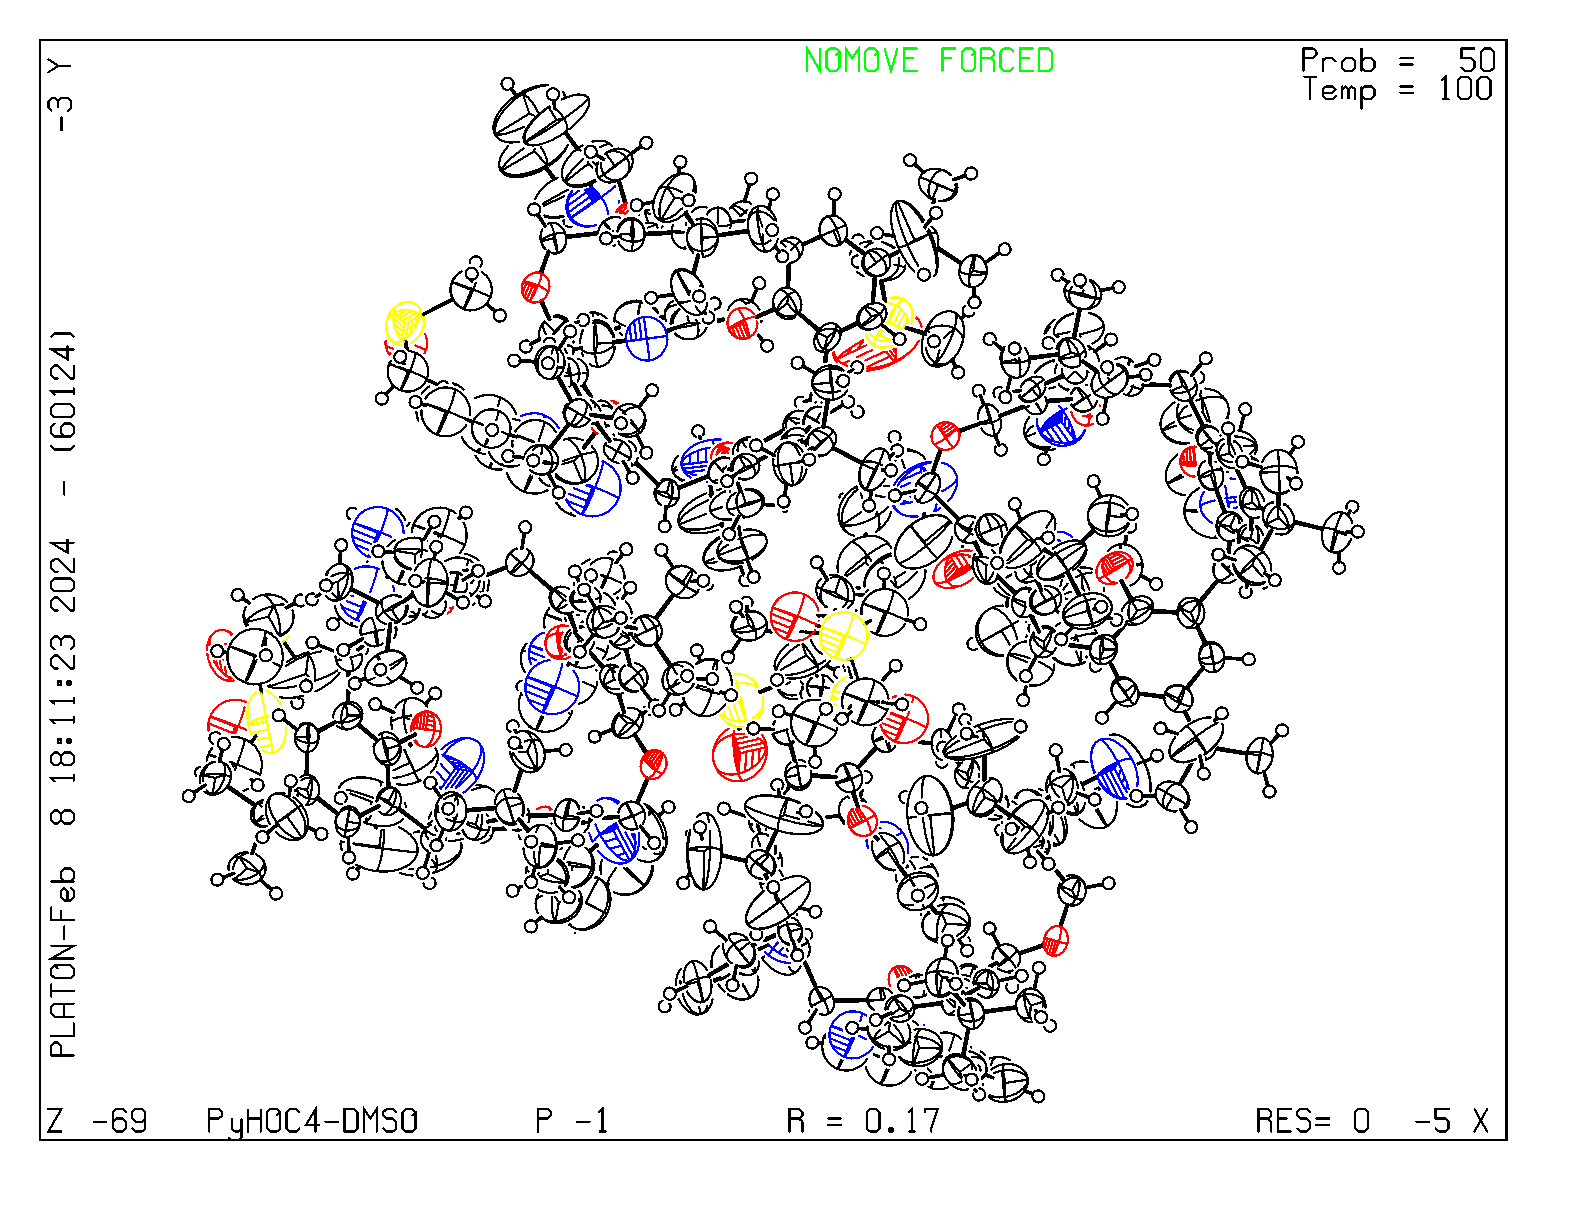 NOMOVE FORCED
Prob = 50
Temp = 100
PLATON-Feb 8 18:11:23 2024 - (601224) -3 Y
Z -69 PyHOC4-DMSO P -1 R = 0.17 RES= 0 -5 X